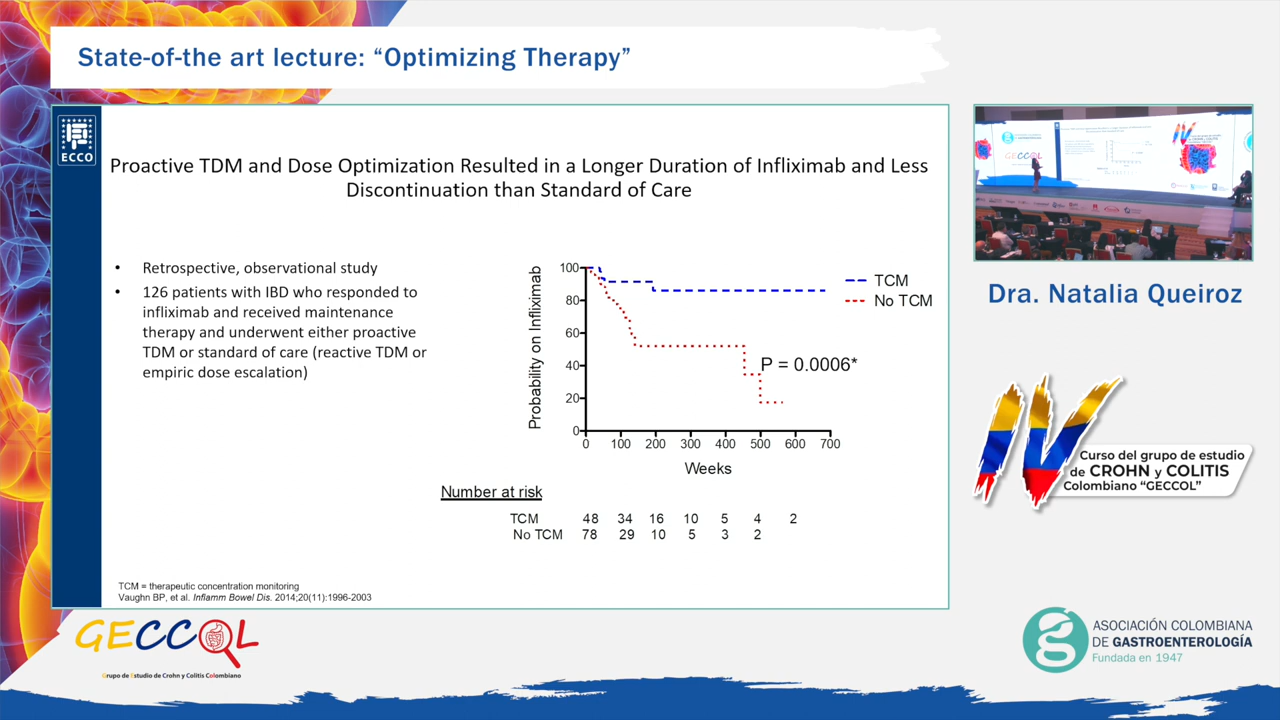 State-of-the art lecture: “Optimizing Therapy”
ECCO
Proactive TDM and Dose Optimization Resulted in a Longer Duration of Infliximab and Less
Discontinuation than Standard of Care
• Retrospective, observational study
• 126 patients with IBD who responded to
infliximab and received maintenance
therapy and underwent either proactive
TDM or standard of care (reactive TDM or
empiric dose escalation)
Probability on Infliximab
100
80
60
40
20
0
0 100 200 300 400 500 600 700
Weeks
TCM
No TCM
P = 0.0006*
Number at risk
TCM 48 34 16 10 5 4 2
No TCM 78 29 10 5 3 2
TCM = therapeutic concentration monitoring
Vaughn BP, et al. Inflamm Bowel Dis. 2014;20(11):1996-2003
GECCOL
Dra. Natalia Queiroz
IV
Curso del grupo de estudio
de CROHN y COLITIS
Colombiano “GECCOL”
GECCOL
Grupo de Estudio de Crohn y Colitis Colombiano
ASOCIACIÓN COLOMBIANA
DE GASTROENTEROLOGÍA
Fundada en 1947